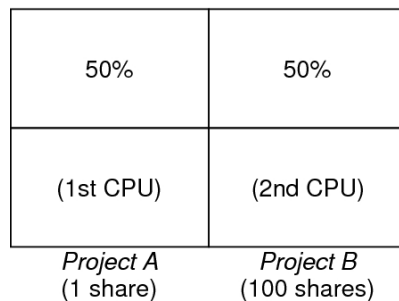 50% 50%
(1st CPU) (2nd CPU)
Project A Project B
(1 share) (100 shares)